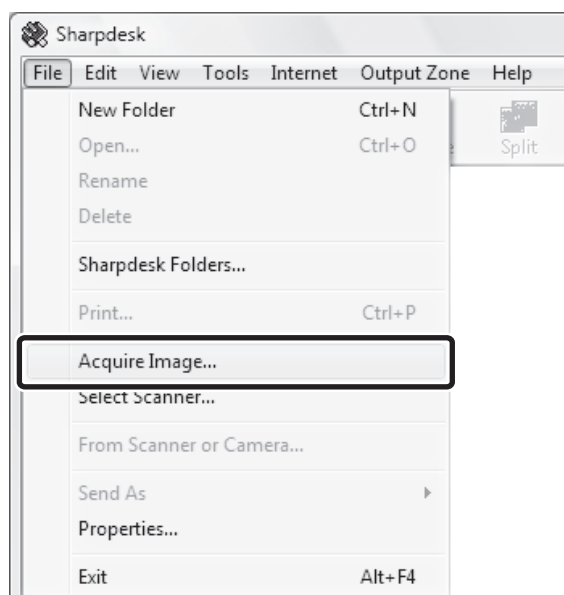 Sharpdesk
File Edit View Tools Internet Output Zone Help
New Folder Ctrl+N
Open... Ctrl+O
Split
Rename
Delete
Sharpdesk Folders...
Print... Ctrl+P
Acquire Image...
Select Scanner...
From Scanner or Camera...
Send As
Properties...
Exit Alt+F4